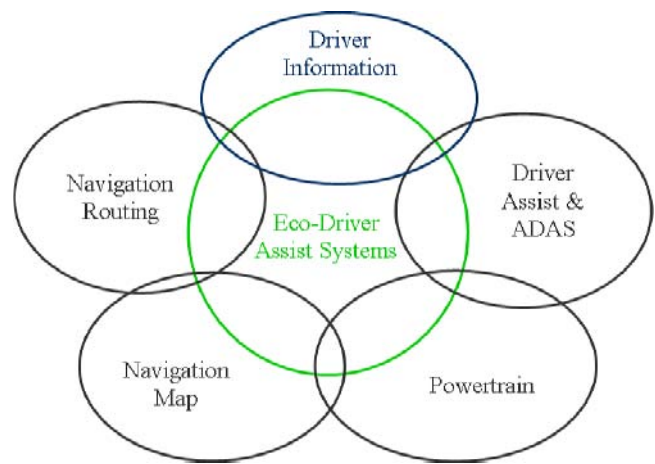 Driver
Information
Navigation
Routing
Driver
Assist &
ADAS
Eco-Driver
Assist Systems
Navigation
Map
Powertrain